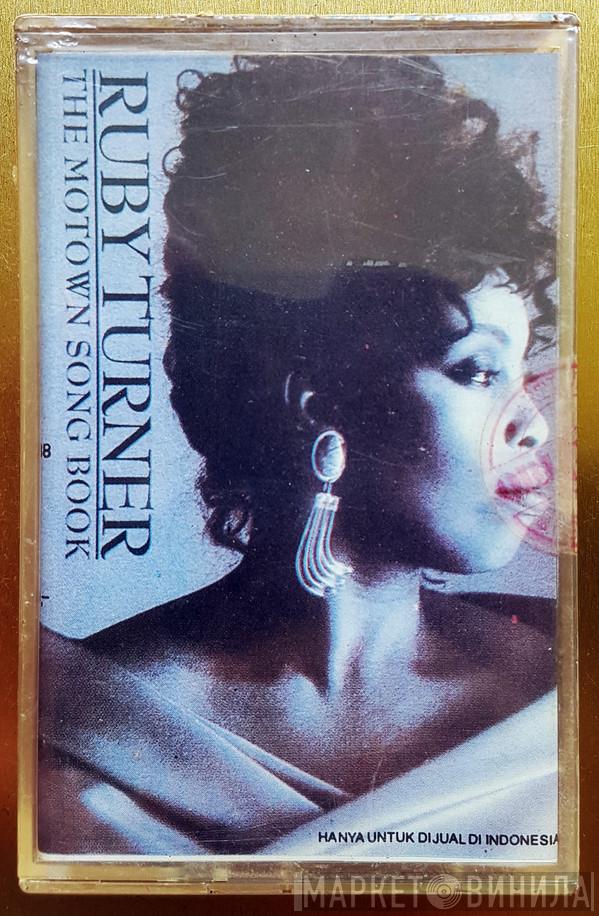 RUBY TURNER
THE MOTOWN SONG BOOK
HANYA UNTUK DIJUAL DI INDONESIA
МАРКЕТ ВИНИЛА